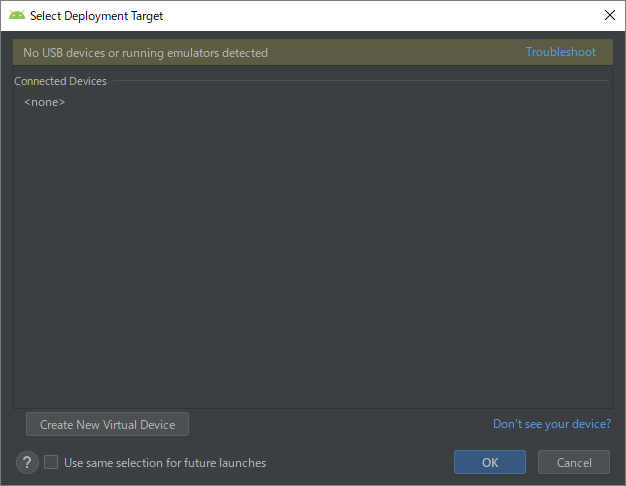 Select Deployment Target
No USB devices or running emulators detected Troubleshoot
Connected Devices
<none>
Create New Virtual Device Don't see your device?
? Use same selection for future launches OK Cancel